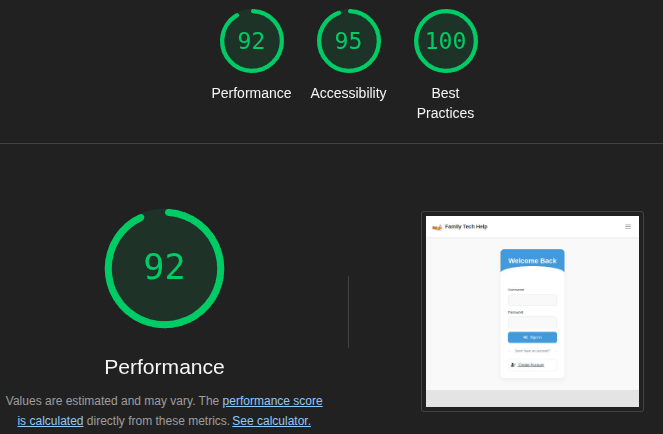 92
95
100
Performance
Accessibility
Best
Practices
92
Performance
Values are estimated and may vary. The performance score
is calculated directly from these metrics. See calculator.
Family Tech Help
Welcome Back
Username
Password
Sign In
Don't have an account?
Create Account